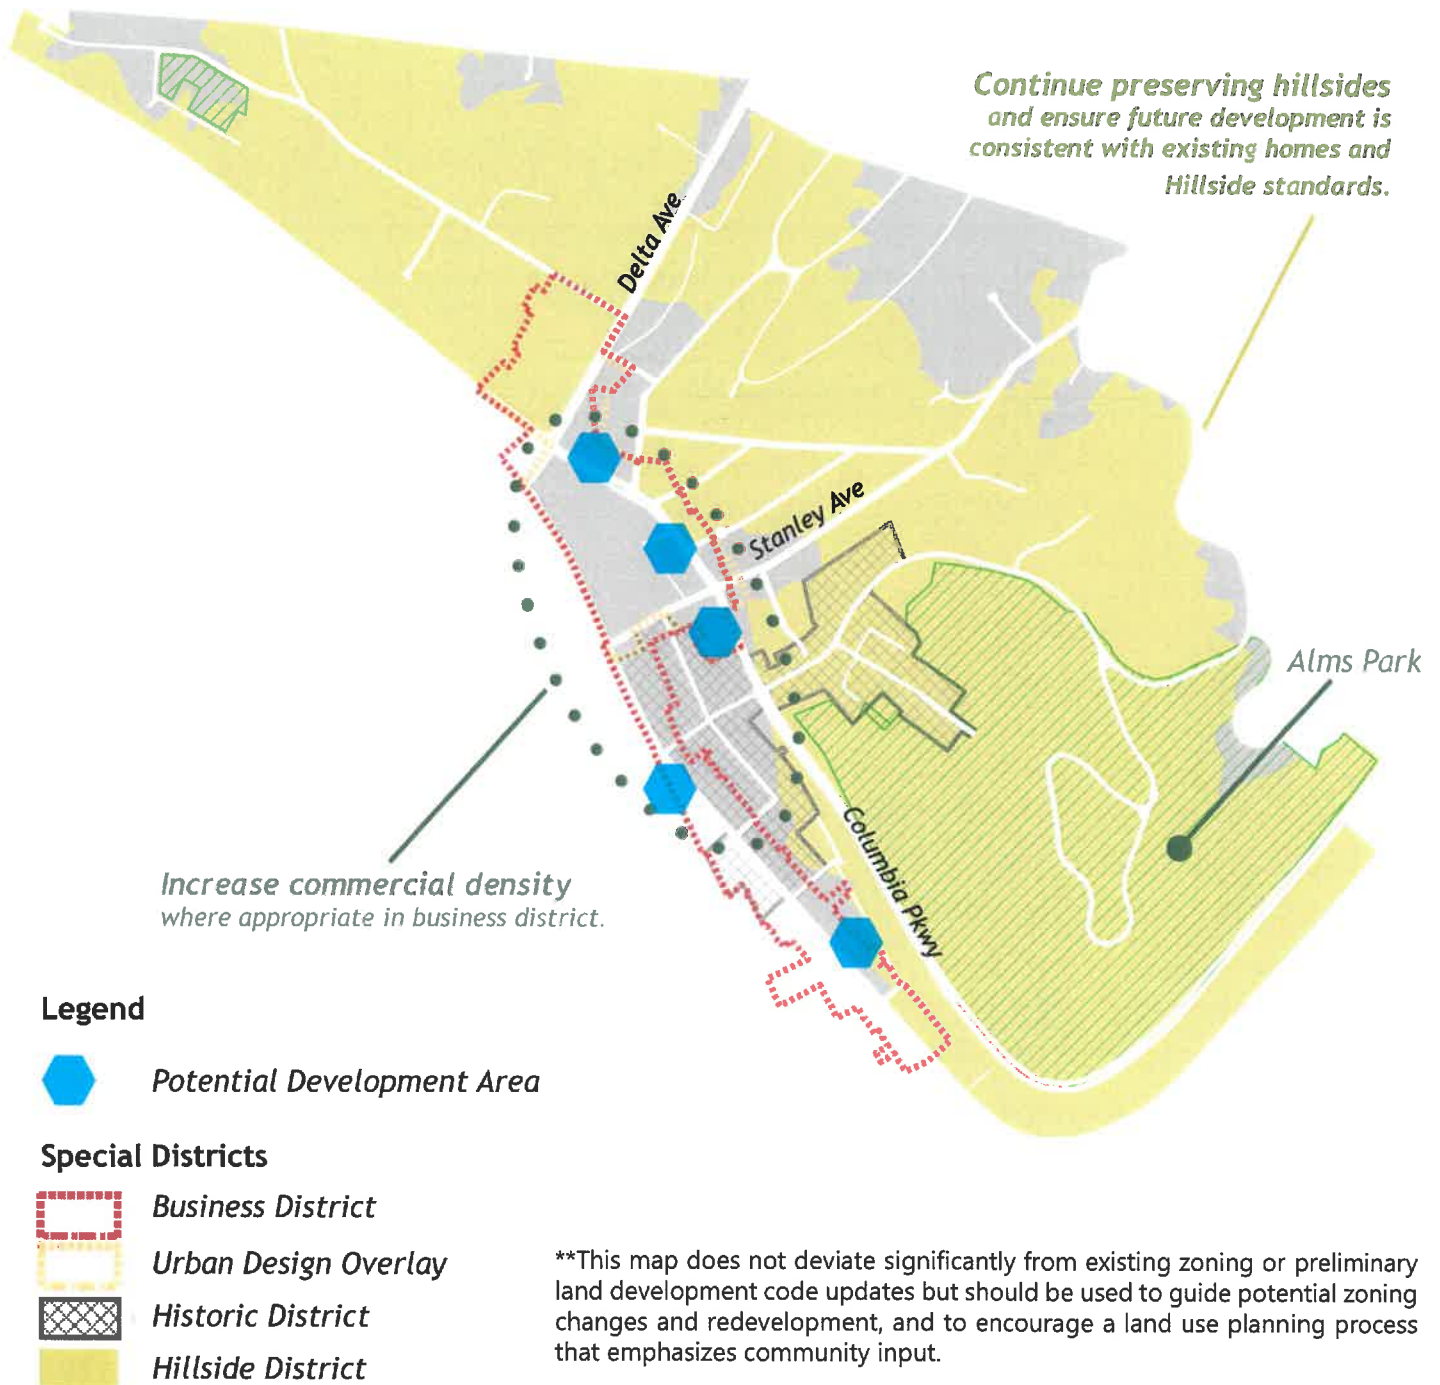 Continue preserving hillsides
and ensure future development is
consistent with existing homes and
Hillside standards.
Delta Ave
Stanley Ave
Alms Park
Columbia Pkwy
Increase commercial density
where appropriate in business district.
Legend
Potential Development Area
Special Districts
Business District
Urban Design Overlay
Historic District
Hillside District
**This map does not deviate significantly from existing zoning or preliminary
land development code updates but should be used to guide potential zoning
changes and redevelopment, and to encourage a land use planning process
that emphasizes community input.